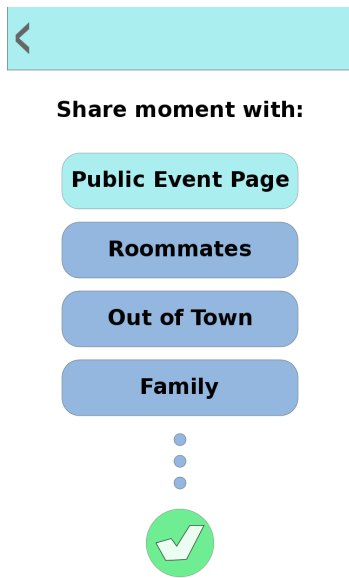 Share moment with:
Public Event Page
Roommates
Out of Town
Family